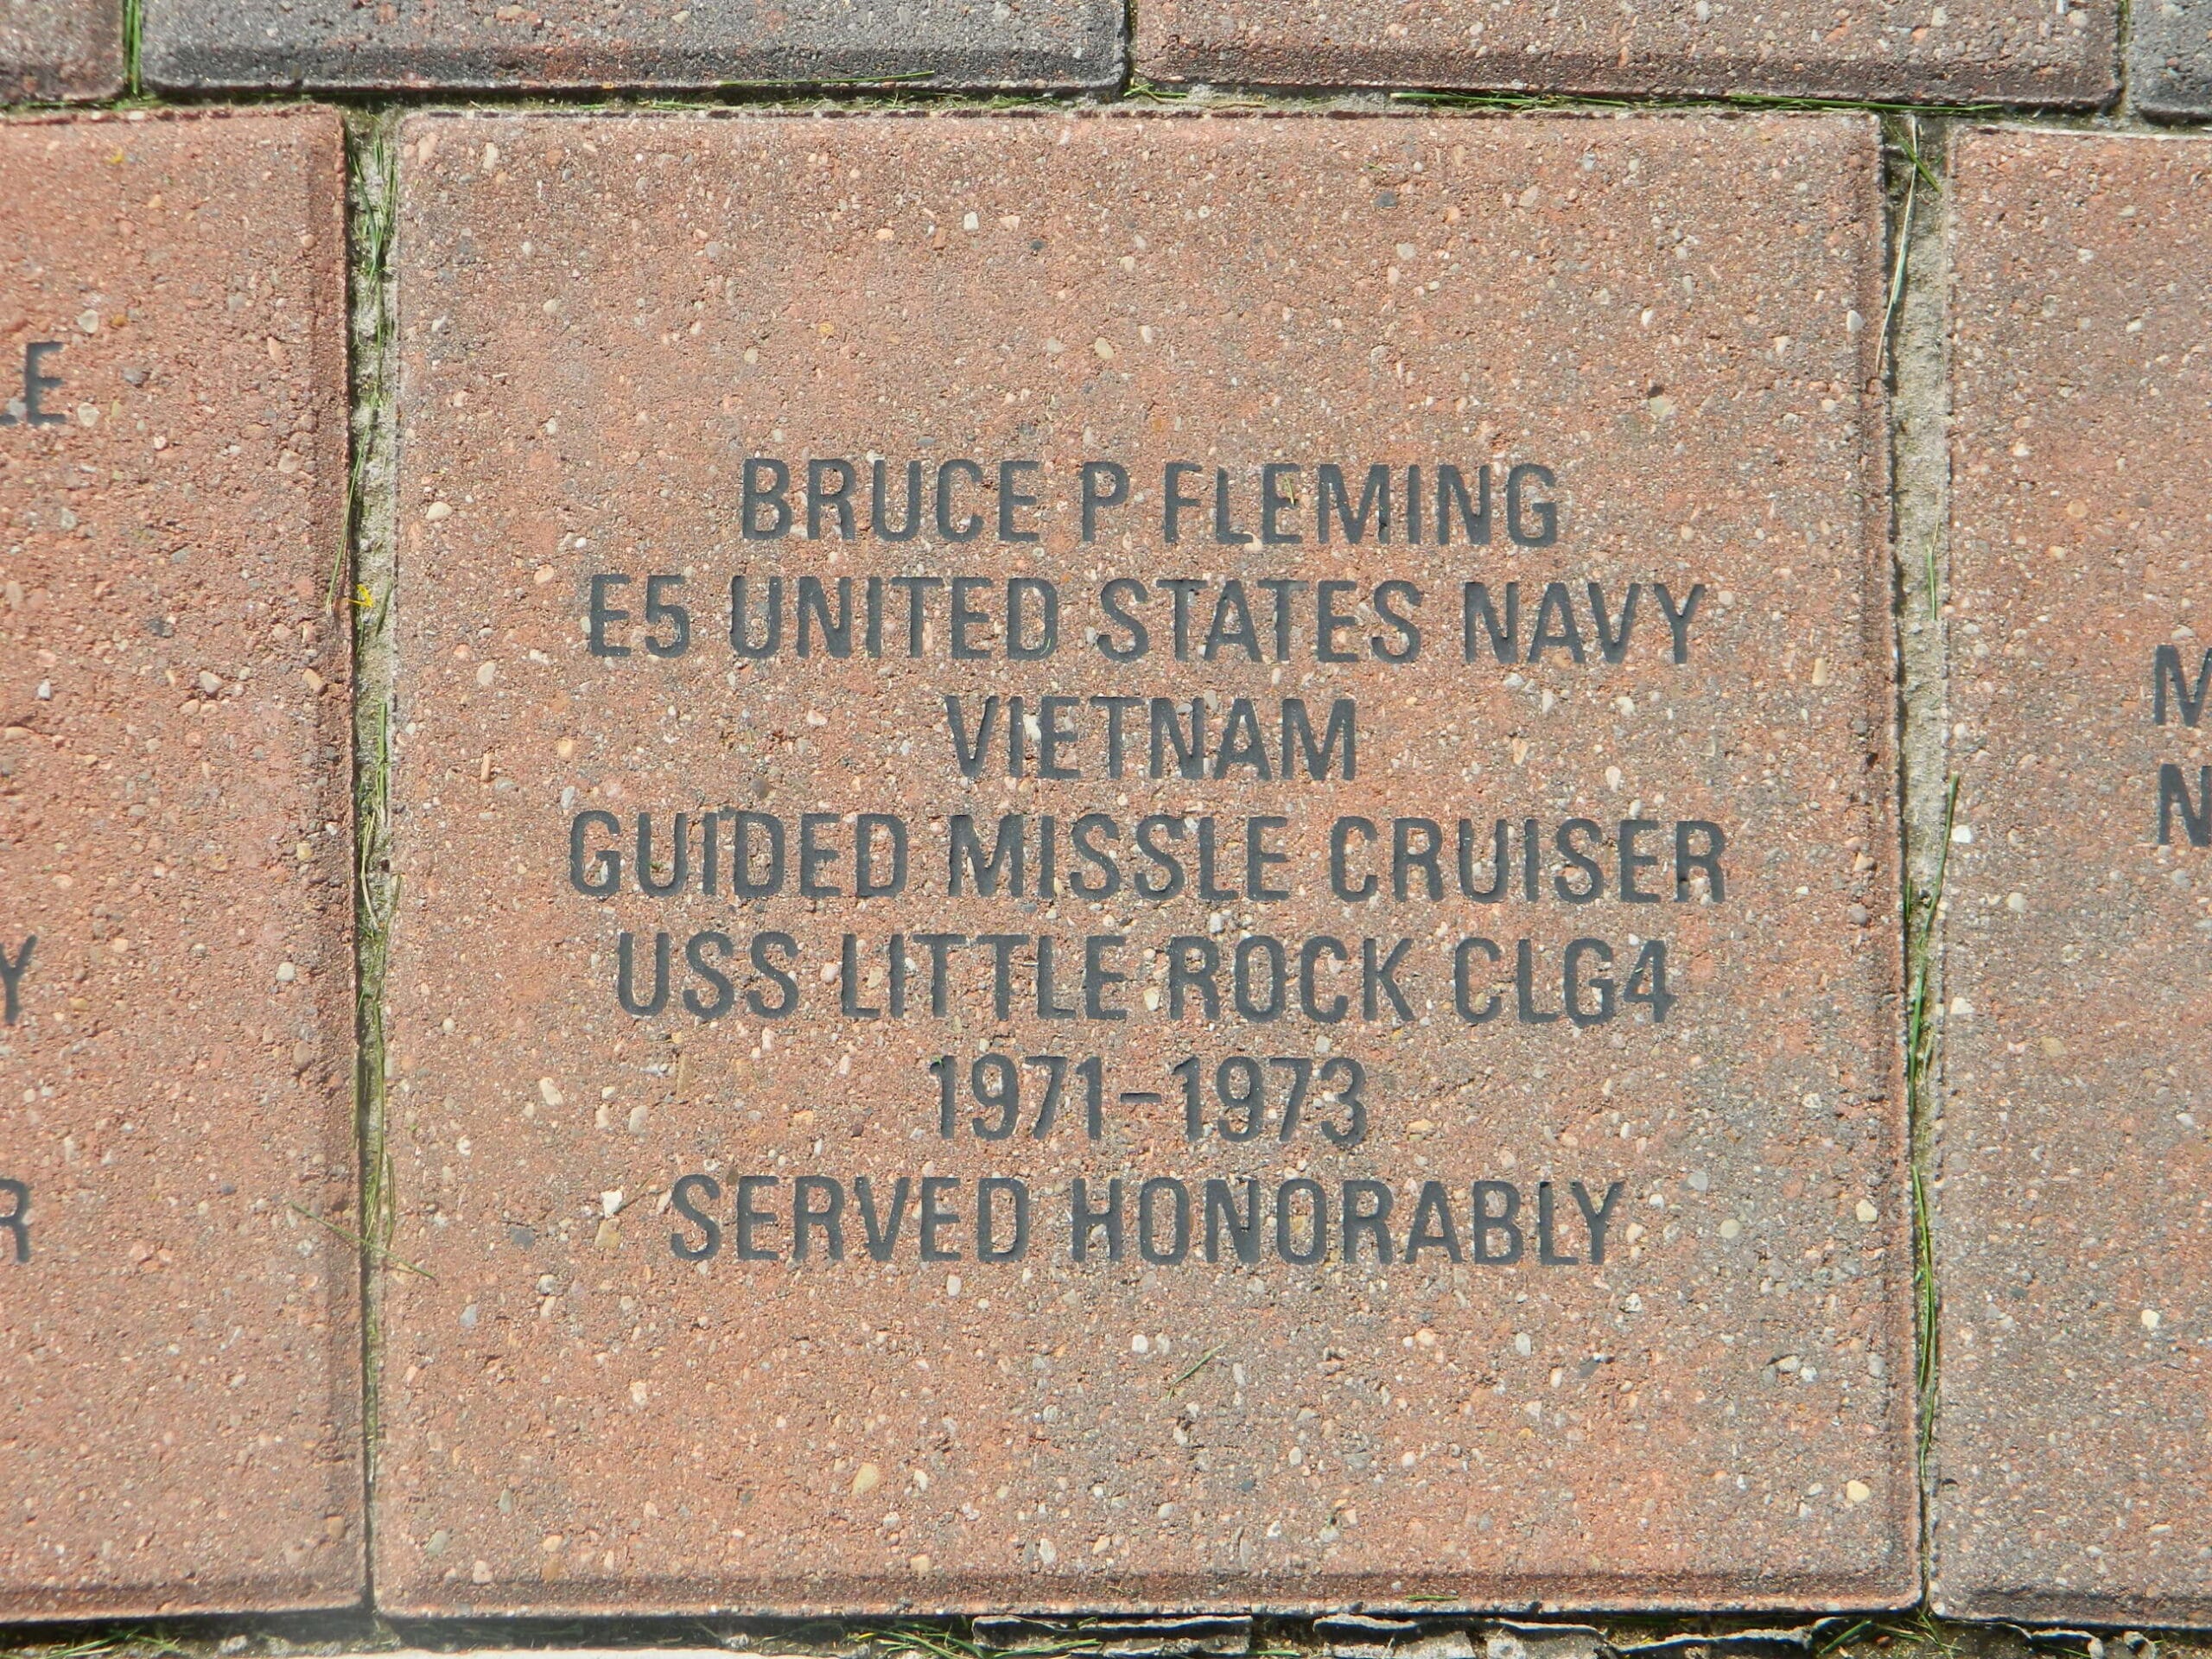 BRUCE P FLEMING
E5 UNITED STATES NAVY
VIETNAM
GUIDED MISSLE CRUISER
USS LITTLE ROCK CLG4
1971-1973
SERVED HONORABLY